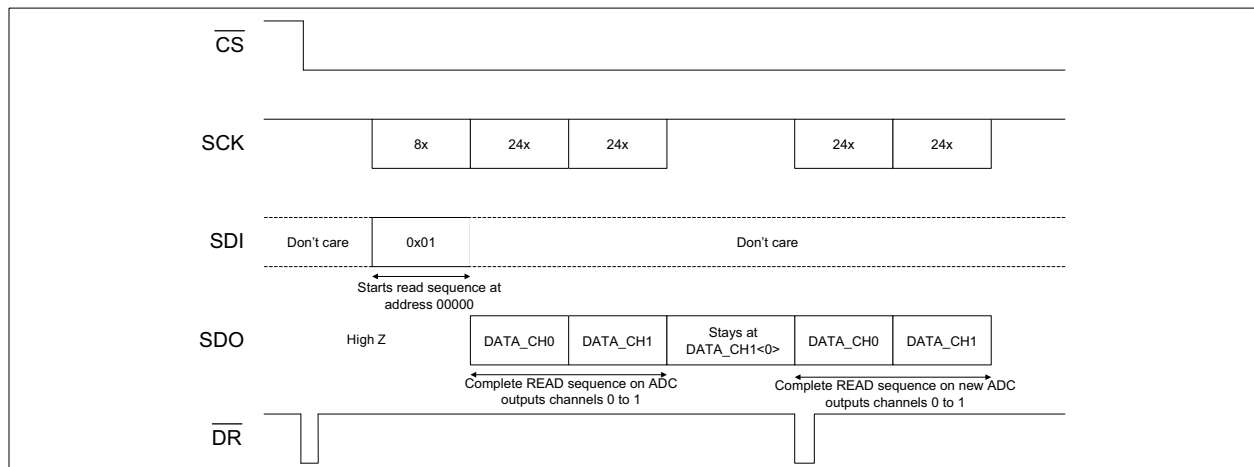 CS
SCK
8x
24x
24x
24x
24x
SDI
Don’t care
0x01
Don’t care
Starts read sequence at
address 00000
SDO
High Z
DATA_CH0
DATA_CH1
Stays at
DATA_CH1<0>
DATA_CH0
DATA_CH1
Complete READ sequence on ADC
outputs channels 0 to 1
Complete READ sequence on new ADC
outputs channels 0 to 1
DR